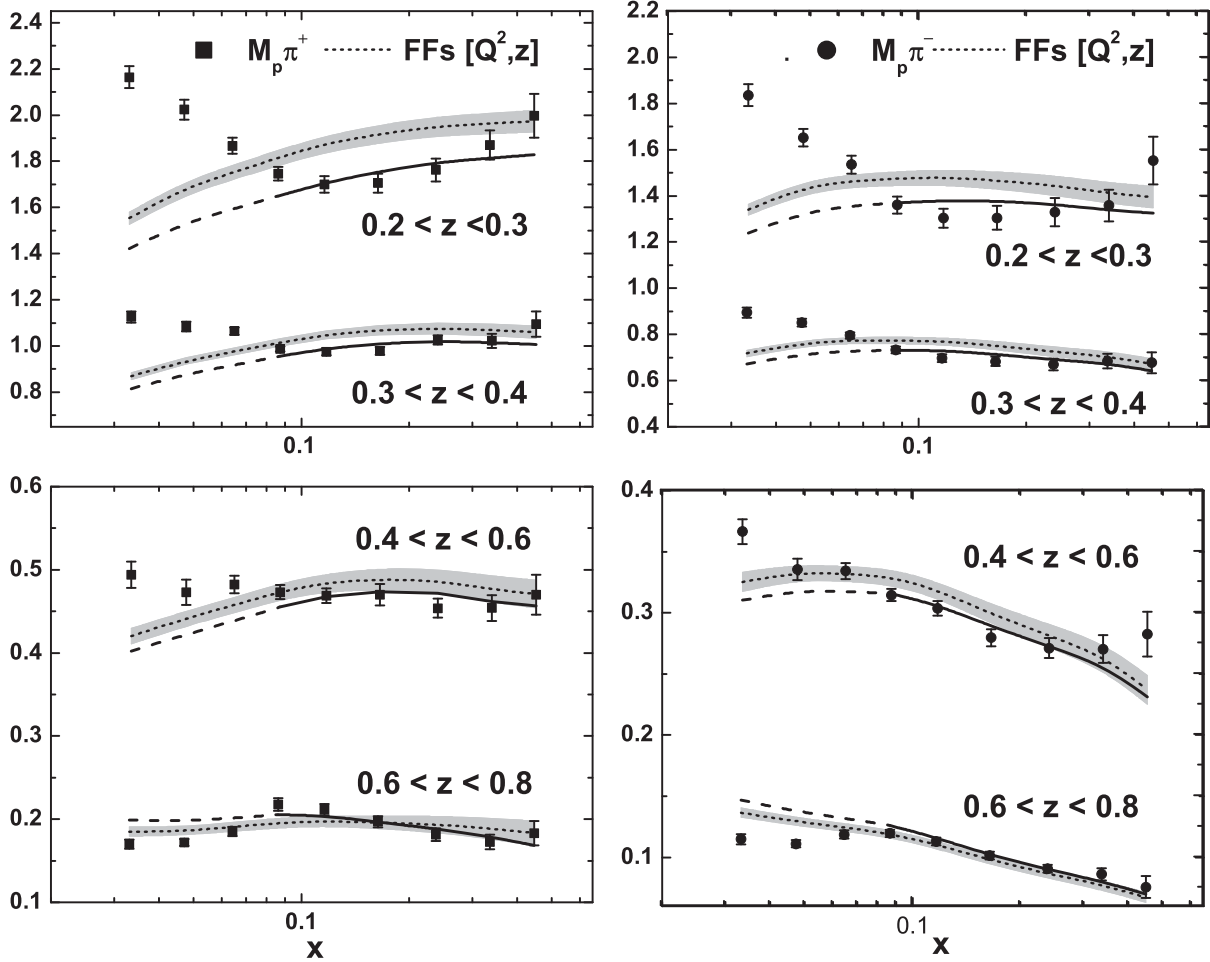 M_p π^+ ········ FFs [Q^2,z]
2.4
2.2
2.0
1.8
1.6
1.4
1.2
1.0
0.8
0.2 < z <0.3
0.3 < z < 0.4
0.1
. M_p π^- ········ FFs [Q^2,z]
2.2
2.0
1.8
1.6
1.4
1.2
1.0
0.8
0.6
0.4
0.2 < z <0.3
0.3 < z < 0.4
0.1
0.6
0.5
0.4
0.3
0.2
0.1
0.4 < z < 0.6
0.6 < z < 0.8
0.1
x
0.4
0.3
0.2
0.1
0.4 < z < 0.6
0.6 < z < 0.8
0.1
x